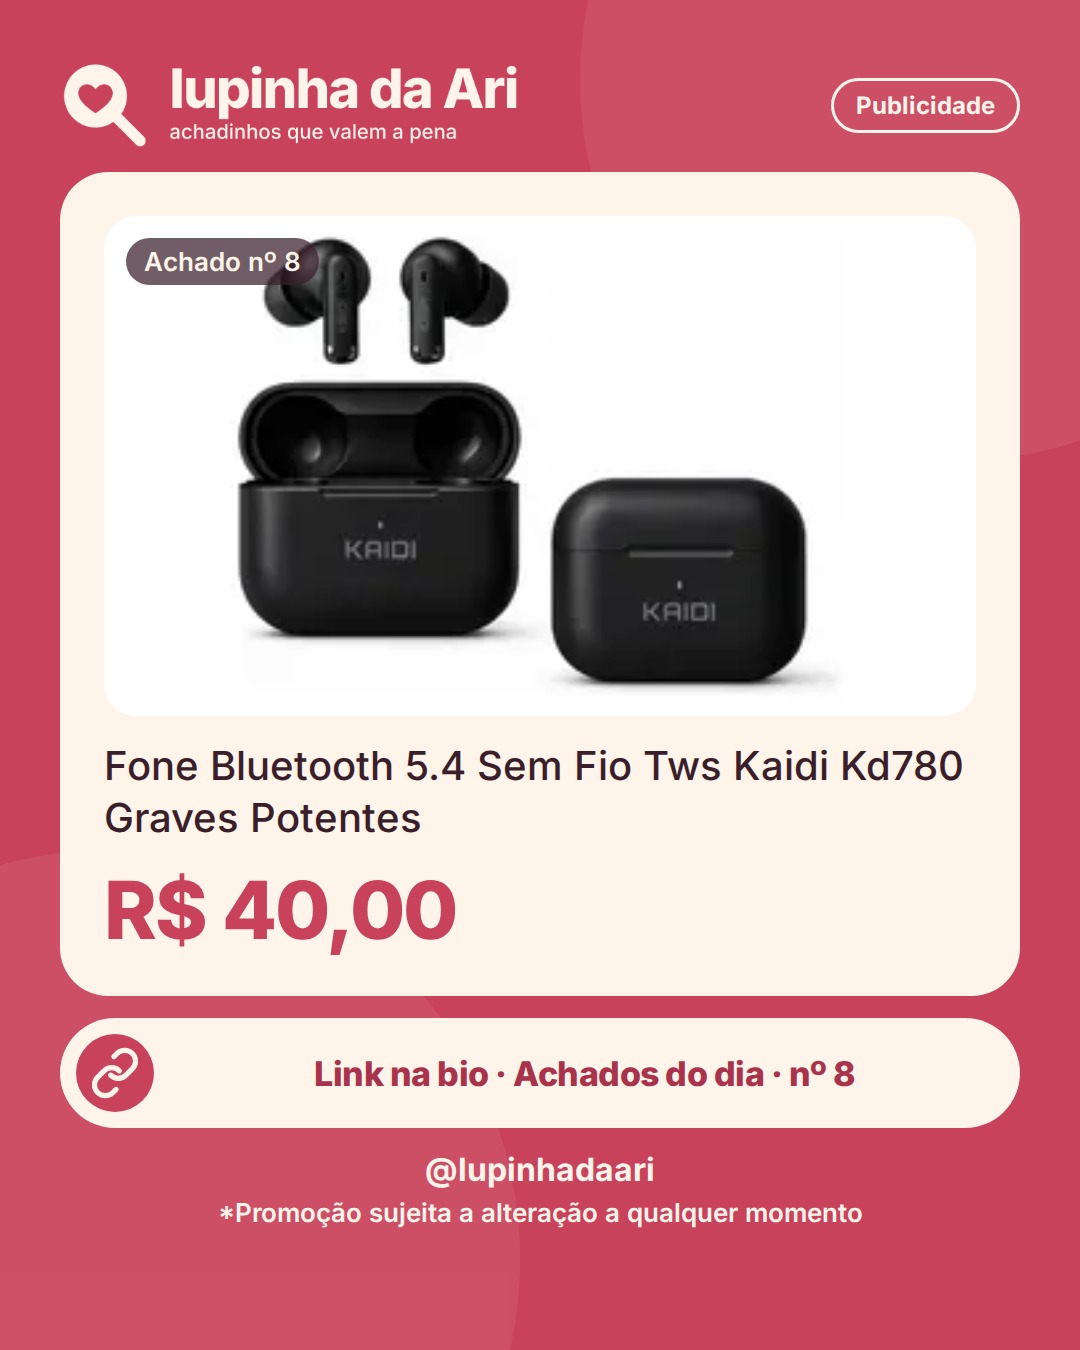 lupinha da Ari
achadinhos que valem a pena
Publicidade
Achado nº 8
KAIDI
KAIDI
Fone Bluetooth 5.4 Sem Fio Tws Kaidi Kd780
Graves Potentes
R$ 40,00
Link na bio · Achados do dia · nº 8
@lupinhadaari
*Promoção sujeita a alteração a qualquer momento